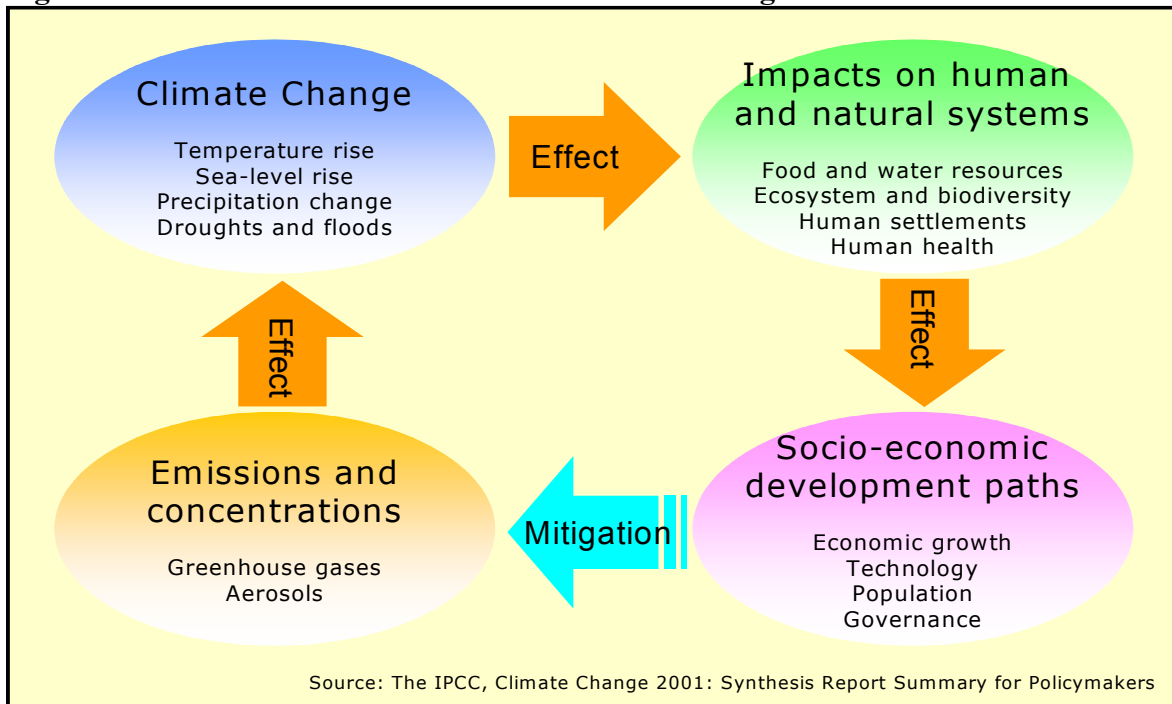 Climate Change
Temperature rise
Sea-level rise
Precipitation change
Droughts and floods
Effect
Impacts on human
and natural systems
Food and water resources
Ecosystem and biodiversity
Human settlements
Human health
Effect
Socio-economic
development paths
Economic growth
Technology
Population
Governance
Mitigation
Emissions and
concentrations
Greenhouse gases
Aerosols
Effect
Source: The IPCC, Climate Change 2001: Synthesis Report Summary for Policymakers